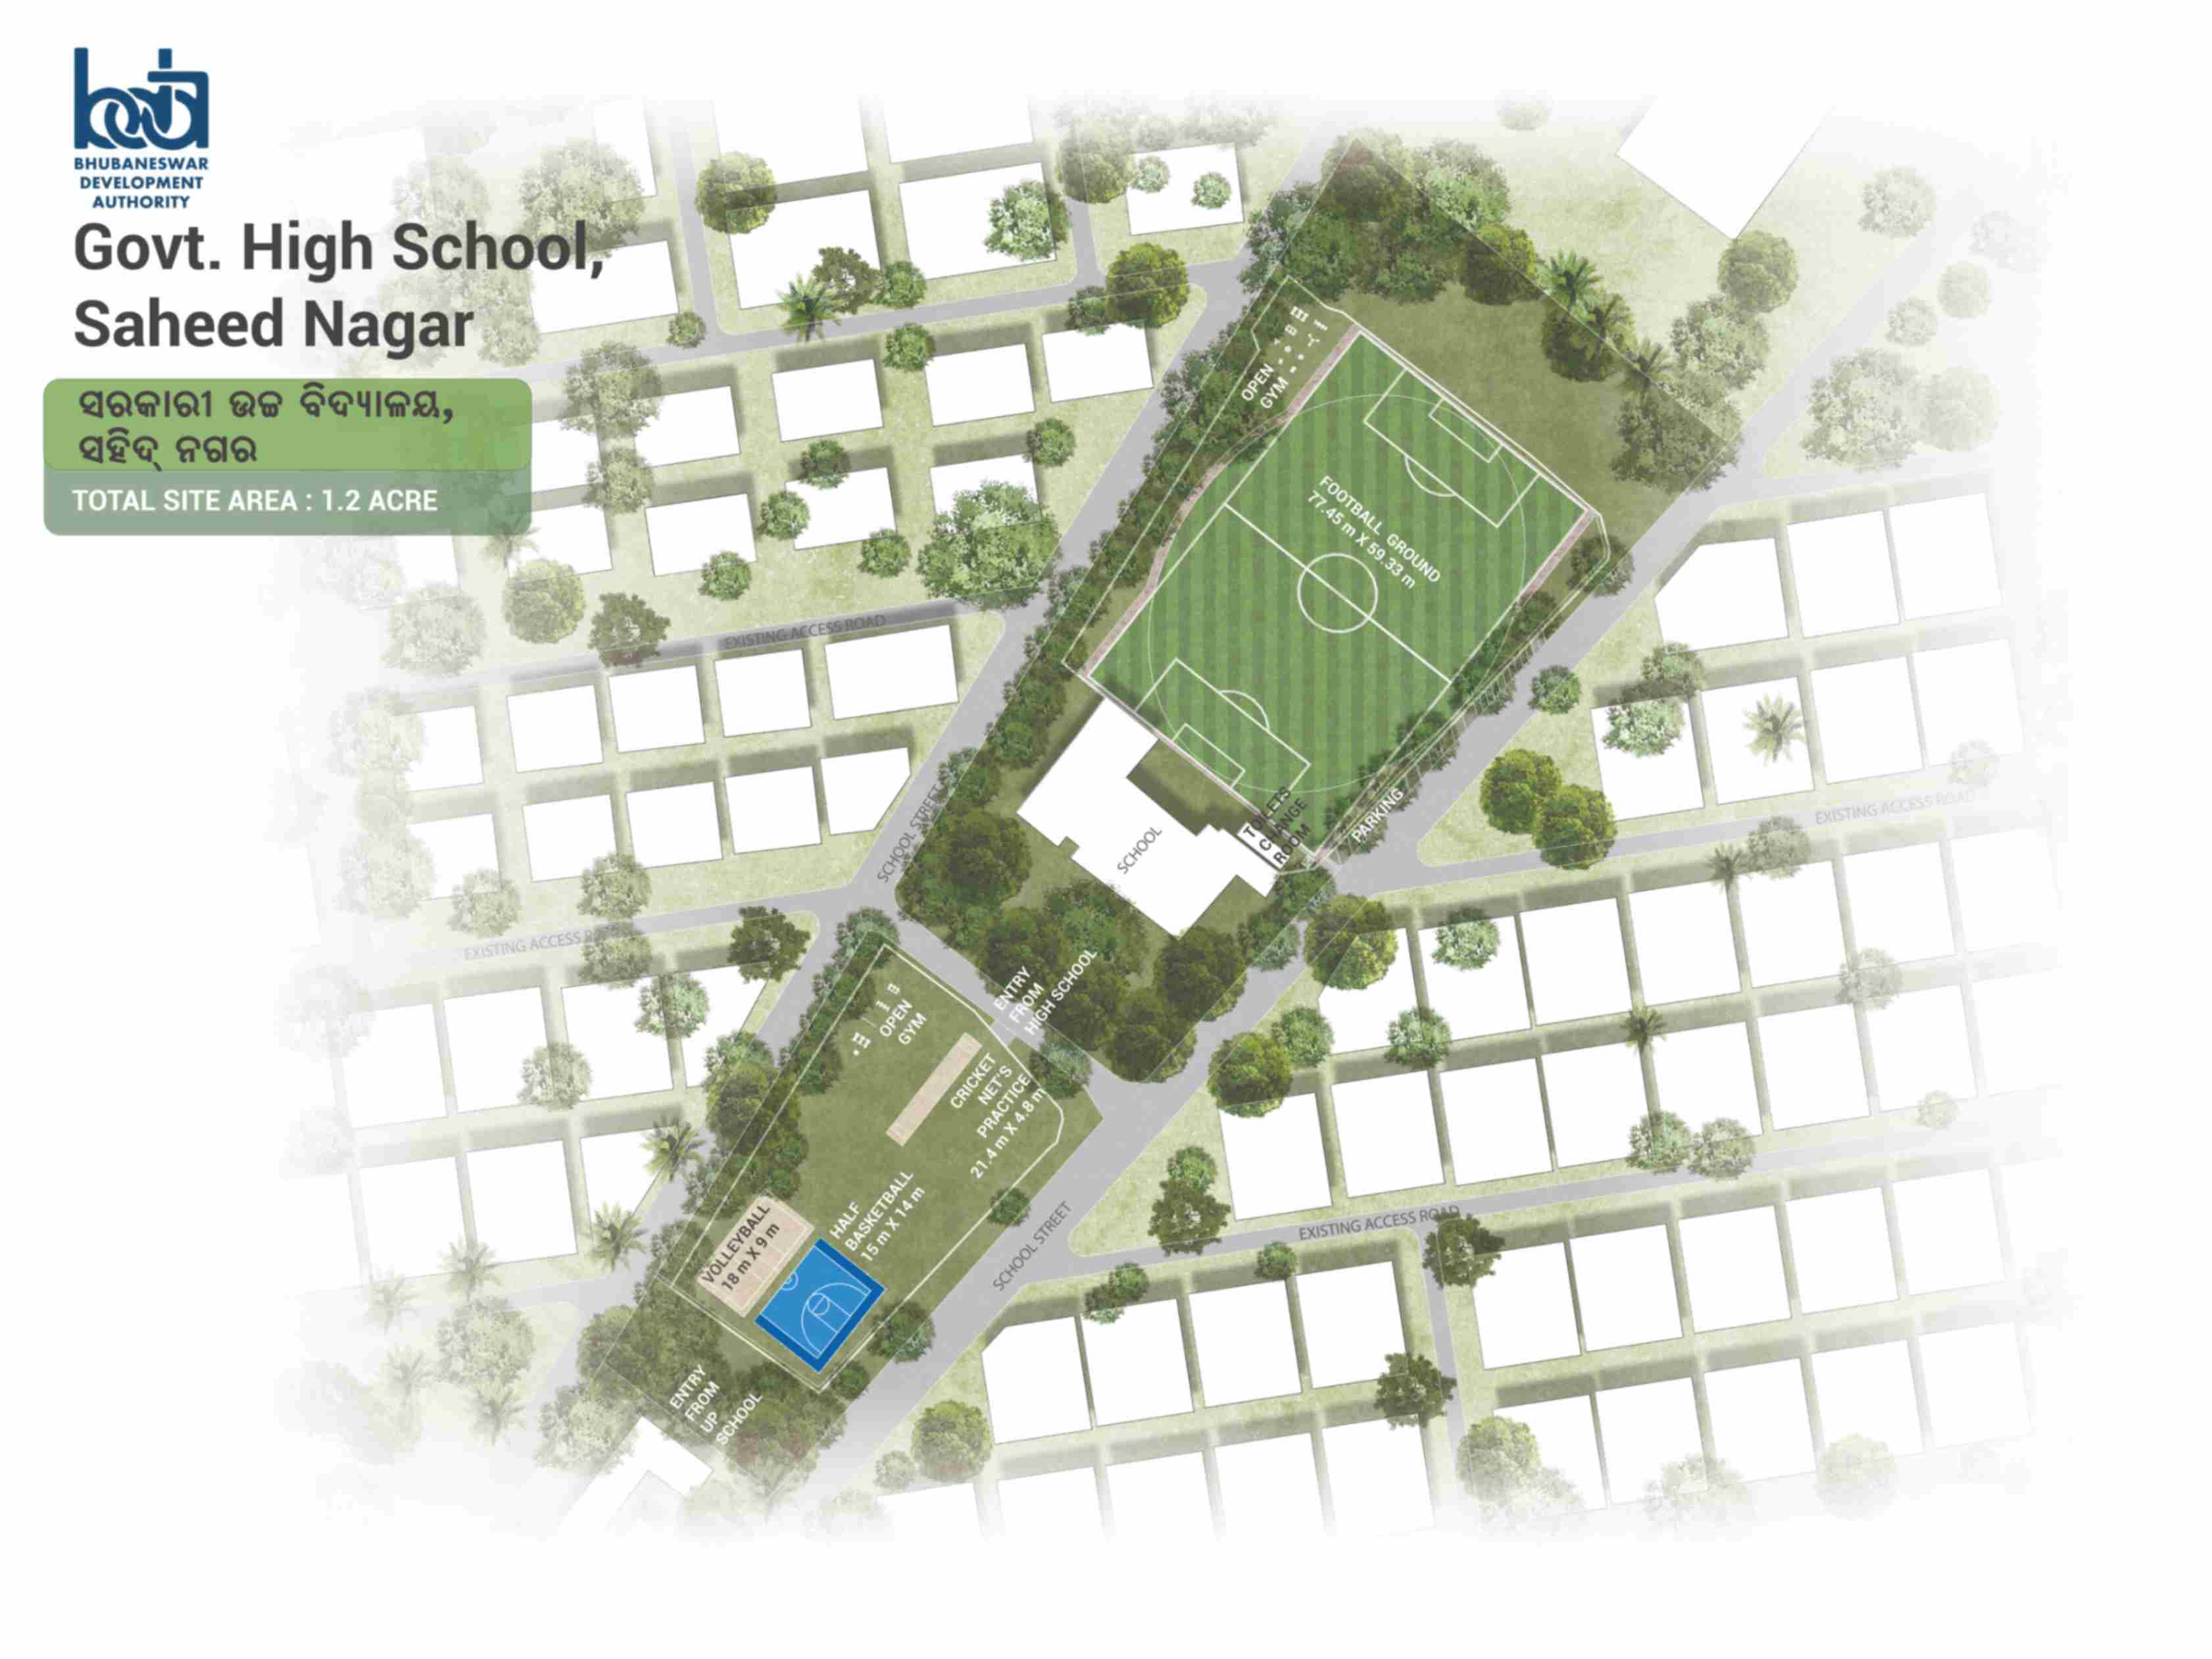 BHUBANESWAR
DEVELOPMENT
AUTHORITY
Govt. High School,
Saheed Nagar
ସରକାରୀ ଉଚ୍ଚ ବିଦ୍ୟାଳୟ,
ସହିଦ୍ ନଗର
TOTAL SITE AREA : 1.2 ACRE
OPEN
GYM
FOOTBALL GROUND
77.45 m X 59.33 m
EXISTING ACCESS ROAD
SCHOOL STREET
SCHOOL
TOILETS
CHANGE
ROOM
PARKING
EXISTING ACCESS ROAD
EXISTING ACCESS
ENTRY
FROM
HIGH SCHOOL
OPEN
GYM
CRICKET
NET'S
PRACTICE
21.4 m X 4.8 m
HALF
BASKETBALL
15 m X 14 m
VOLLEYBALL
18 m X 9 m
SCHOOL STREET
EXISTING ACCESS ROAD
ENTRY
FROM
UP
SCHOOL